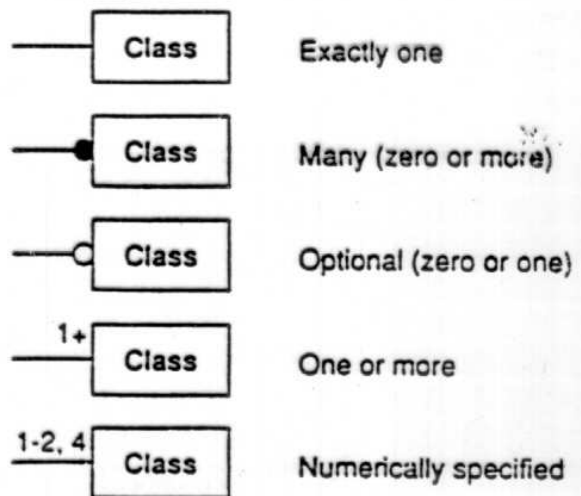 Class Exactly one
Class Many (zero or more)
Class Optional (zero or one)
1+
Class One or more
1-2, 4
Class Numerically specified